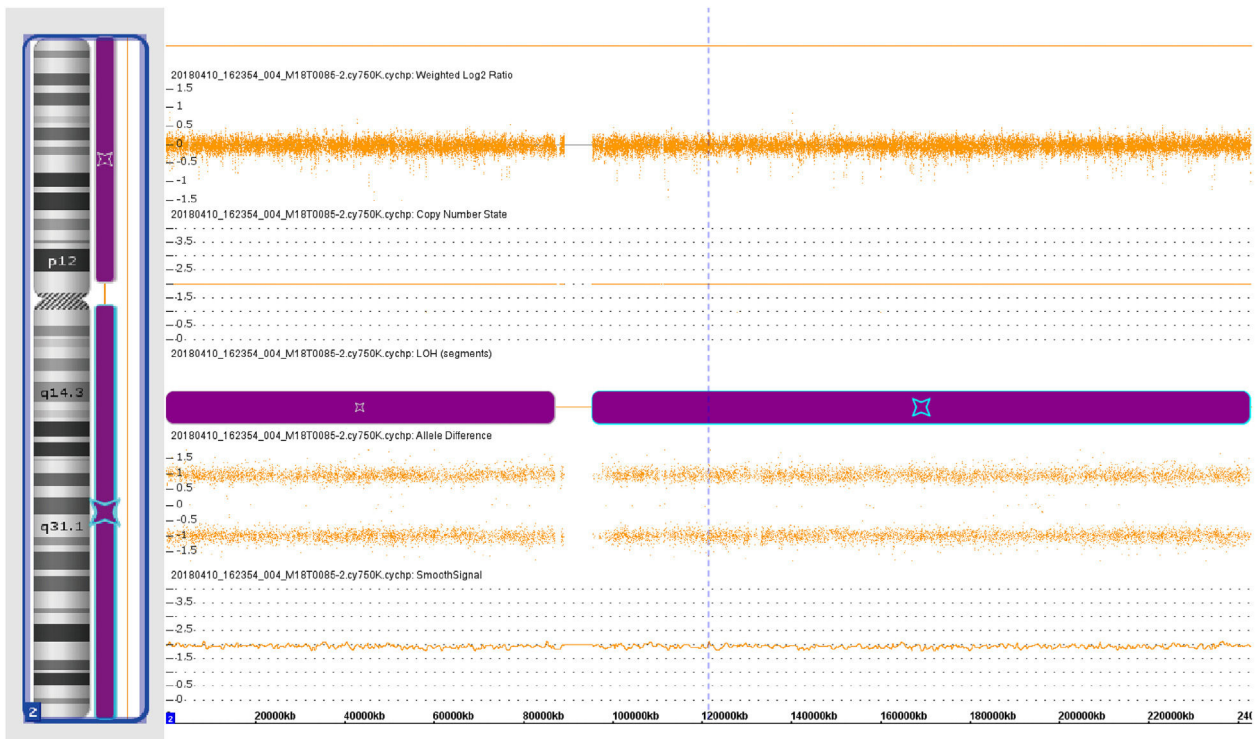 p12
q14.3
q31.1
2
20180410_162354_004_M18T0085-2.cy750K.cychp: Weighted Log2 Ratio
1.5
1
0.5
0
-0.5
-1
-1.5
20180410_162354_004_M18T0085-2.cy750K.cychp: Copy Number State
3.5
2.5
1.5
0.5
0
20180410_162354_004_M18T0085-2.cy750K.cychp: LOH (segments)
20180410_162354_004_M18T0085-2.cy750K.cychp: Allele Difference
1.5
1
0.5
0
-0.5
-1
-1.5
20180410_162354_004_M18T0085-2.cy750K.cychp: SmoothSignal
3.5
2.5
1.5
0.5
0
2 20000kb 40000kb 60000kb 80000kb 100000kb 120000kb 140000kb 160000kb 180000kb 200000kb 220000kb 240